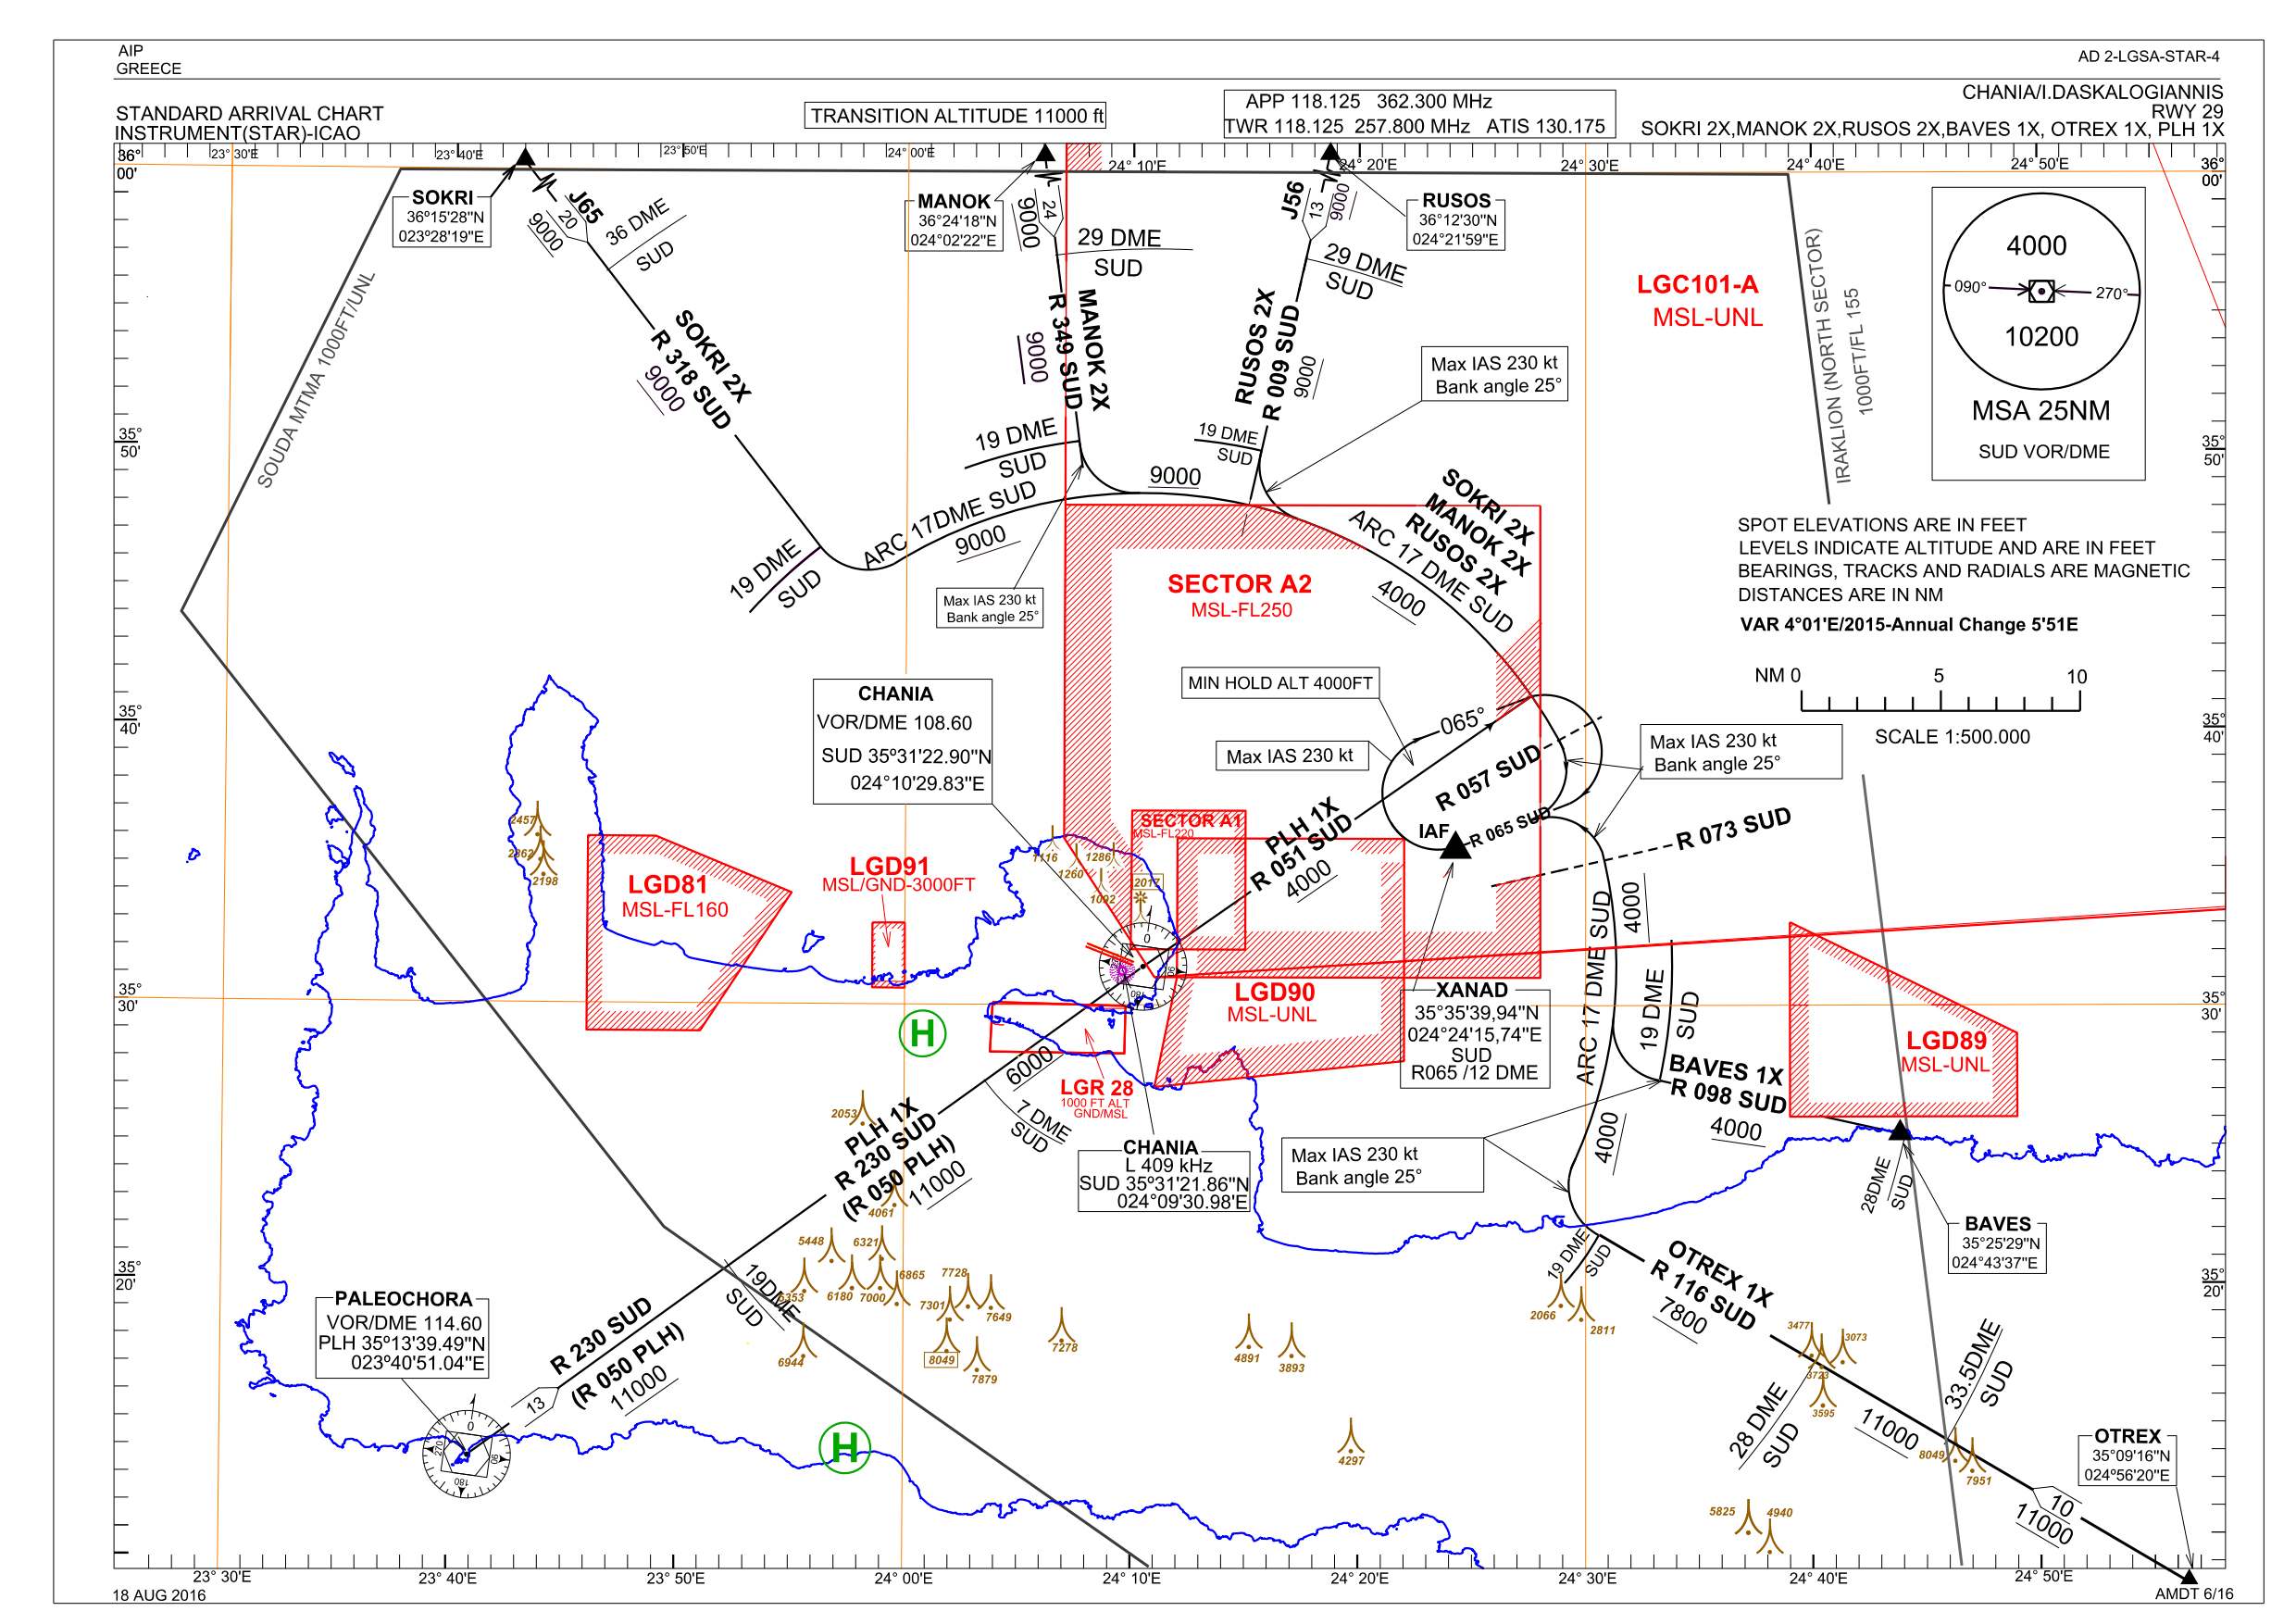 AIP
GREECE
AD 2-LGSA-STAR-4
STANDARD ARRIVAL CHART
INSTRUMENT(STAR)-ICAO
TRANSITION ALTITUDE 11000 ft
APP 118.125 362.300 MHz
TWR 118.125 257.800 MHz ATIS 130.175
CHANIA/I.DASKALOGIANNIS
RWY 29
SOKRI 2X,MANOK 2X,RUSOS 2X,BAVES 1X, OTREX 1X, PLH 1X
36°
00'
23° 30'E
23° 40'E
23° 50'E
24° 00'E
24° 10'E
24° 20'E
24° 30'E
24° 40'E
24° 50'E
36°
00'
SOKRI
36°15'28"N
023°28'19"E
J65
20
9000
36 DME
SUD
MANOK
36°24'18"N
024°02'22"E
24
9000
29 DME
SUD
J56
13
9000
29 DME
SUD
RUSOS
36°12'30"N
024°21'59"E
LGC101-A
MSL-UNL
IRAKLION (NORTH SECTOR)
1000FT/FL 155
4000
090°
270°
10200
MSA 25NM
SUD VOR/DME
SOUDA MTMA 1000FT/UNL
SOKRI 2X
R 318 SUD
9000
MANOK 2X
R 349 SUD
9000
RUSOS 2X
R 009 SUD
9000
Max IAS 230 kt
Bank angle 25°
19 DME
SUD
19 DME
SUD
19 DME
SUD
9000
ARC 17DME SUD
9000
Max IAS 230 kt
Bank angle 25°
SOKRI 2X
MANOK 2X
RUSOS 2X
ARC 17 DME SUD
4000
35°
50'
35°
50'
SPOT ELEVATIONS ARE IN FEET
LEVELS INDICATE ALTITUDE AND ARE IN FEET
BEARINGS, TRACKS AND RADIALS ARE MAGNETIC
DISTANCES ARE IN NM
VAR 4°01'E/2015-Annual Change 5'51E
NM 0
5
10
SCALE 1:500.000
SECTOR A2
MSL-FL250
MIN HOLD ALT 4000FT
Max IAS 230 kt
065°
R 057 SUD
Max IAS 230 kt
Bank angle 25°
35°
40'
35°
40'
CHANIA
VOR/DME 108.60
SUD 35°31'22.90"N
024°10'29.83"E
SECTOR A1
MSL-FL220
PLH 1X
R 051 SUD
4000
IAF
R 065 SUD
R 073 SUD
2457
2362
2198
LGD81
MSL-FL160
LGD91
MSL/GND-3000FT
1116
1286
1260
1092
2017
0
90
180
ARC 17 DME SUD
4000
19 DME
SUD
35°
30'
35°
30'
LGD90
MSL-UNL
XANAD
35°35'39,94"N
024°24'15,74"E
SUD
R065 /12 DME
LGD89
MSL-UNL
BAVES 1X
R 098 SUD
4000
H
6000
7 DME
SUD
LGR 28
1000 FT ALT
GND/MSL
2053
PLH 1X
R 230 SUD
(R 050 PLH)
11000
CHANIA
L 409 kHz
SUD 35°31'21.86"N
024°09'30.98'E
Max IAS 230 kt
Bank angle 25°
4000
28DME
SUD
BAVES
35°25'29"N
024°43'37"E
4061
5448
6321
6353
6180
7000
6865
7728
7301
7649
8049
7879
6944
7278
4891
3893
4297
2066
2811
19DME
SUD
19 DME
SUD
OTREX 1X
R 116 SUD
7800
35°
20'
35°
20'
PALEOCHORA
VOR/DME 114.60
PLH 35°13'39.49"N
023°40'51.04"E
R 230 SUD
(R 050 PLH)
11000
13
0
90
180
270
H
3477
3073
3723
3595
33.5DME
SUD
28 DME
SUD
11000
8049
7951
5825
4940
10
11000
OTREX
35°09'16"N
024°56'20"E
23° 30'E
23° 40'E
23° 50'E
24° 00'E
24° 10'E
24° 20'E
24° 30'E
24° 40'E
24° 50'E
18 AUG 2016
AMDT 6/16